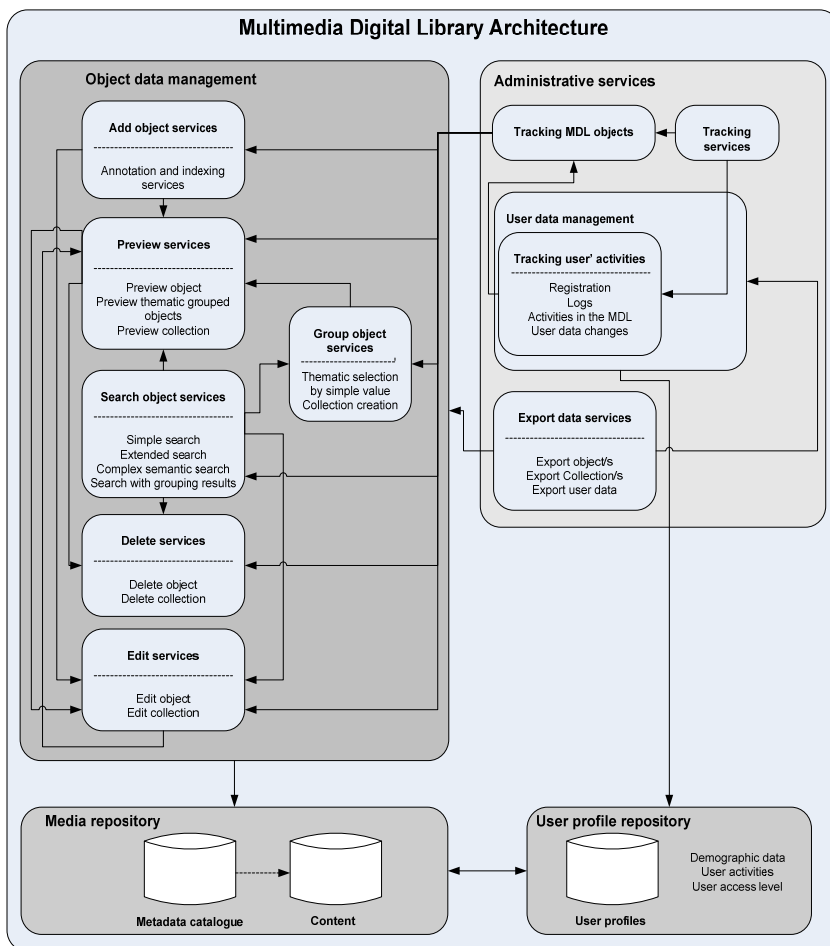 Multimedia Digital Library Architecture
Object data management
Add object services
Annotation and indexing
services
Preview services
Preview object
Preview thematic grouped
objects
Preview collection
Group object
services
Thematic selection
by simple value
Collection creation
Search object services
Simple search
Extended search
Complex semantic search
Search with grouping results
Delete services
Delete object
Delete collection
Edit services
Edit object
Edit collection
Administrative services
Tracking MDL objects
Tracking
services
User data management
Tracking user' activities
Registration
Logs
Activities in the MDL
User data changes
Export data services
Export object/s
Export Collection/s
Export user data
Media repository
Metadata catalogue
Content
User profile repository
User profiles
Demographic data
User activities
User access level